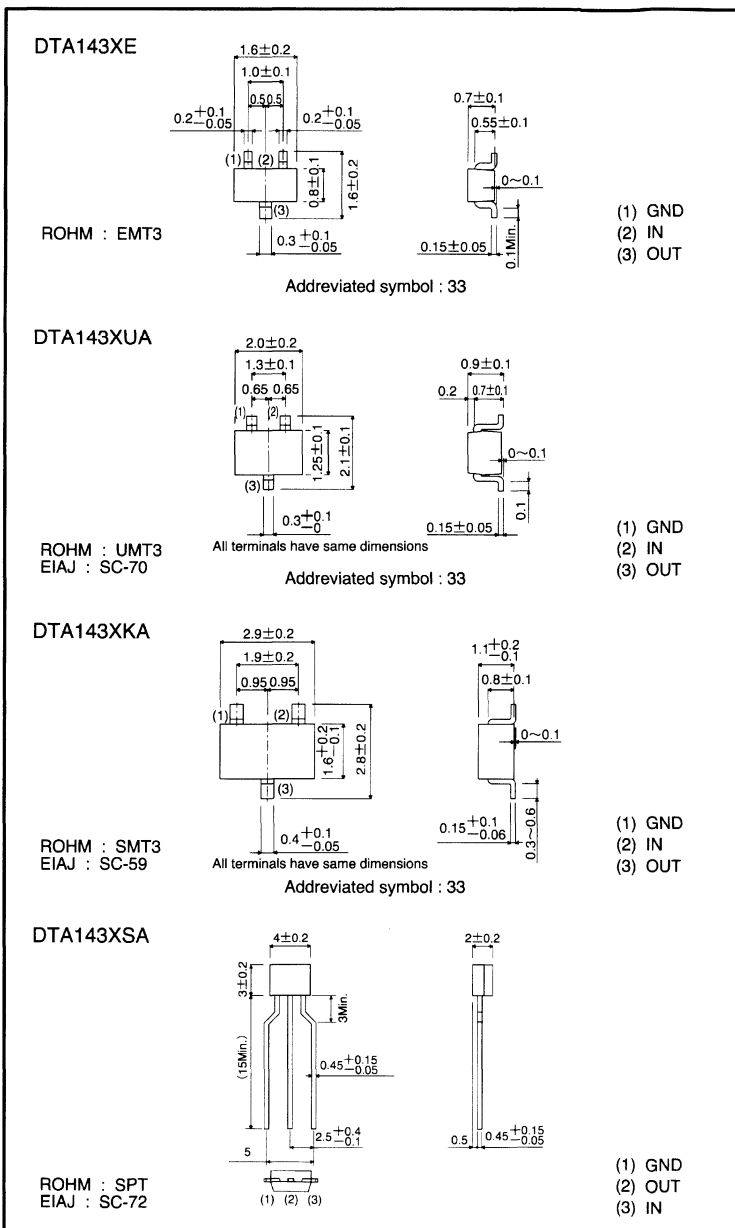 DTA143XE
1.6±0.2
1.0±0.1
0.5 0.5
0.2 +0.1 −0.05
0.2 +0.1 −0.05
(1) (2)
(3)
0.8±0.1
1.6±0.2
0.3 +0.1 −0.05
0.7±0.1
0.55±0.1
0~0.1
0.15±0.05
0.1Min.
ROHM : EMT3
(1) GND
(2) IN
(3) OUT
Addreviated symbol : 33
DTA143XUA
2.0±0.2
1.3±0.1
0.65 0.65
(1) (2)
(3)
1.25±0.1
2.1±0.1
0.3 +0.1 −0
0.9±0.1
0.2 0.7±0.1
0~0.1
0.15±0.05
0.1
All terminals have same dimensions
ROHM : UMT3
EIAJ : SC-70
Addreviated symbol : 33
(1) GND
(2) IN
(3) OUT
DTA143XKA
2.9±0.2
1.9±0.2
0.95 0.95
(1) (2)
(3)
1.6 +0.2 −0.1
2.8±0.2
0.4 +0.1 −0.05
1.1 +0.2 −0.1
0.8±0.1
0~0.1
0.15 +0.1 −0.06
0.3~0.6
All terminals have same dimensions
ROHM : SMT3
EIAJ : SC-59
Addreviated symbol : 33
(1) GND
(2) IN
(3) OUT
DTA143XSA
4±0.2
3±0.2
(15Min.)
3Min.
0.45 +0.15 −0.05
2.5 +0.4 −0.1
5
(1) (2) (3)
2±0.2
0.5 0.45 +0.15 −0.05
ROHM : SPT
EIAJ : SC-72
(1) GND
(2) OUT
(3) IN